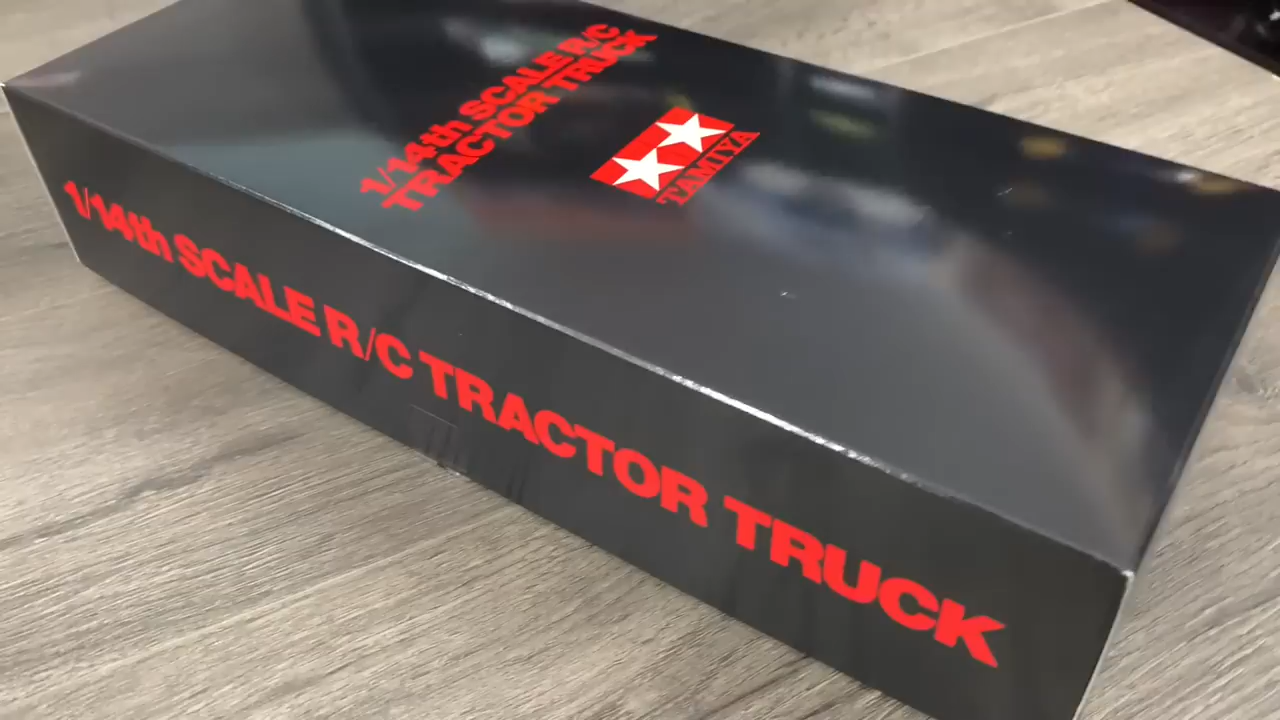 1/14th SCALE R/C
TRACTOR TRUCK
TAMIYA
1/14th SCALE R/C TRACTOR TRUCK